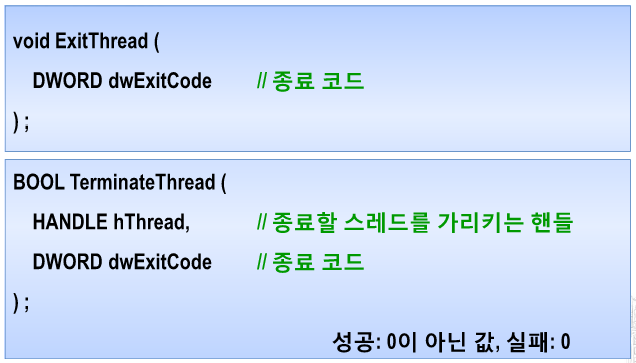 void ExitThread (
DWORD dwExitCode // 종료 코드
) ;
BOOL TerminateThread (
HANDLE hThread, // 종료할 스레드를 가리키는 핸들
DWORD dwExitCode // 종료 코드
) ;
성공: 0이 아닌 값, 실패: 0